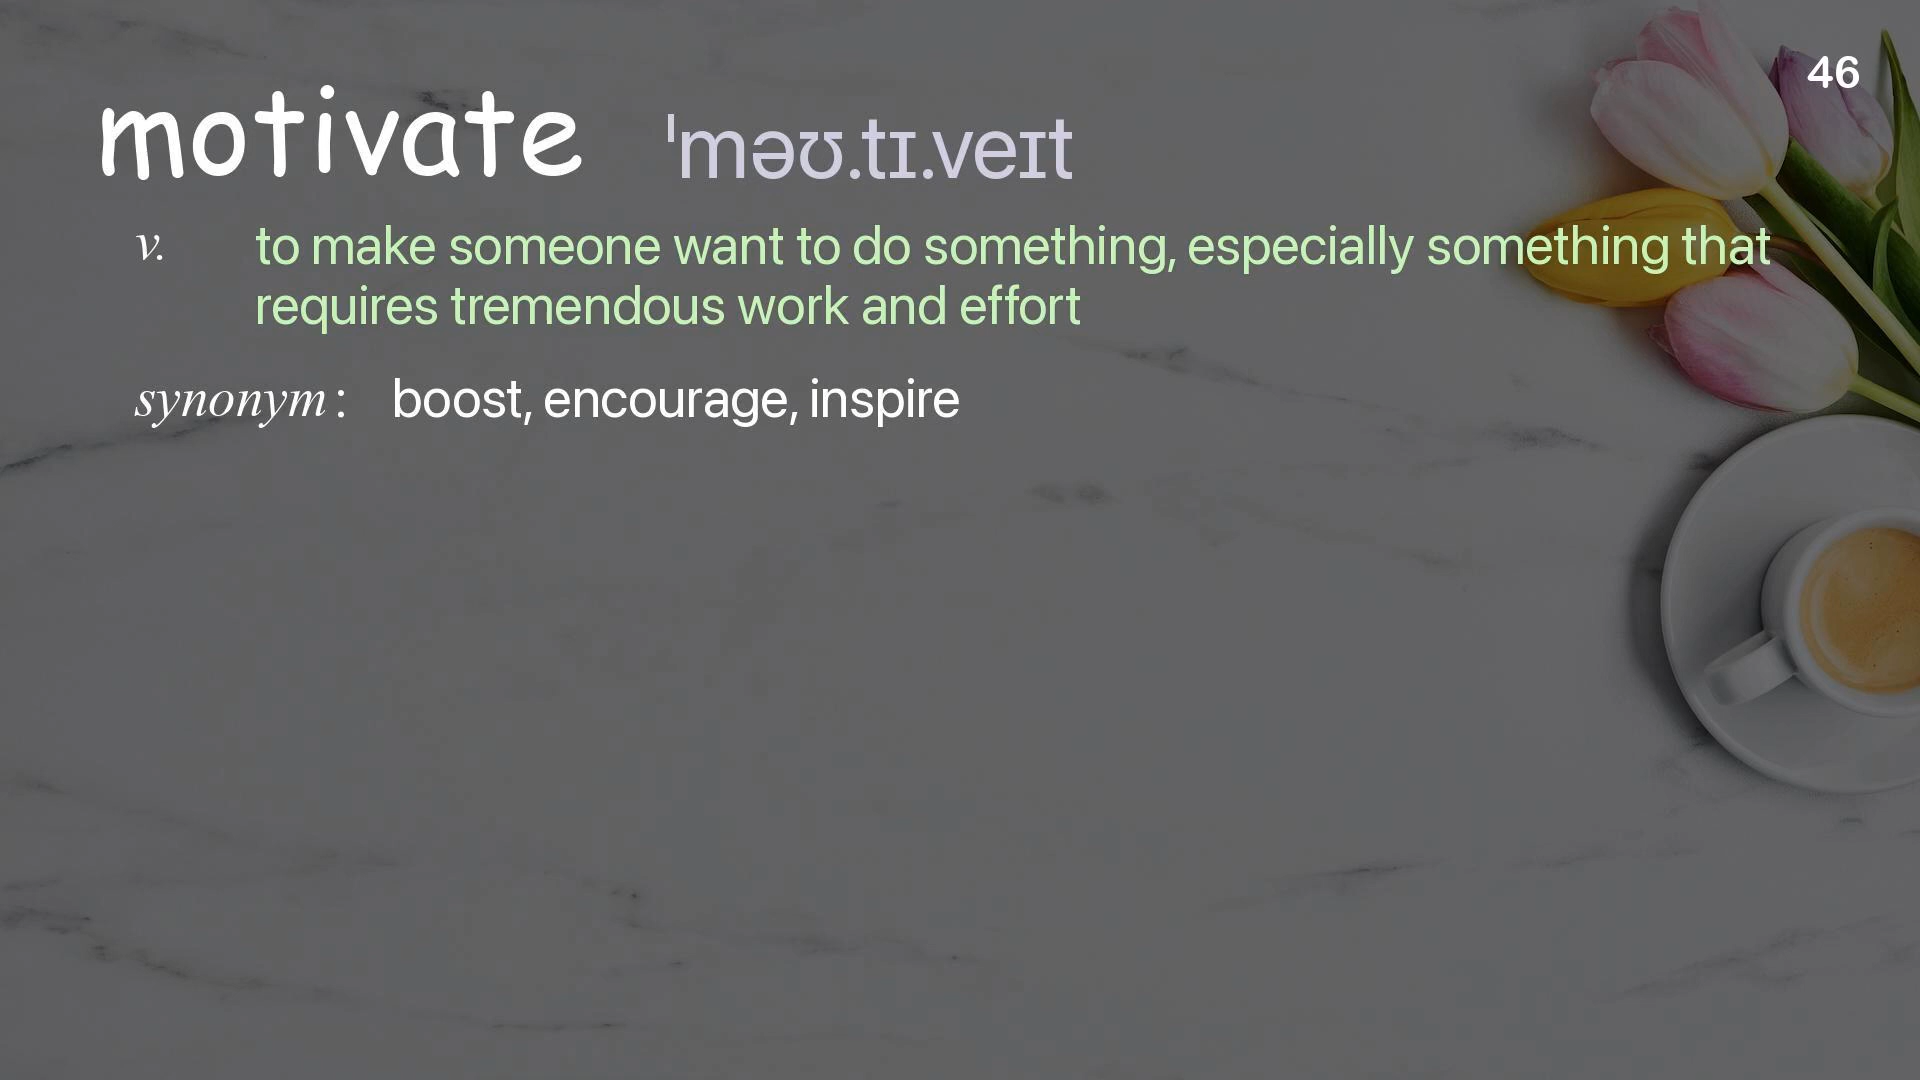 46
motivate ˈməʊ.tɪ.veɪt
v. to make someone want to do something, especially something that
requires tremendous work and effort
synonym : boost, encourage, inspire